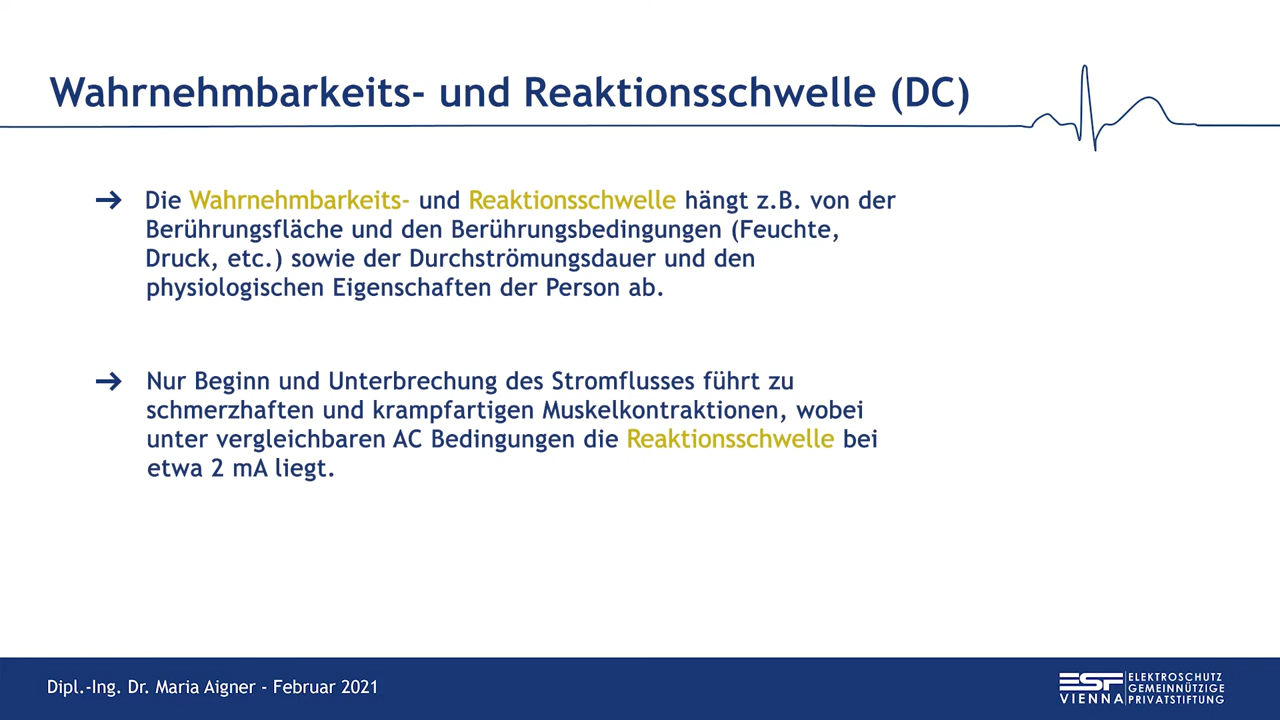 Wahrnehmbarkeits- und Reaktionsschwelle (DC)
→ Die Wahrnehmbarkeits- und Reaktionsschwelle hängt z.B. von der
Berührungsfläche und den Berührungsbedingungen (Feuchte,
Druck, etc.) sowie der Durchströmungsdauer und den
physiologischen Eigenschaften der Person ab.
→ Nur Beginn und Unterbrechung des Stromflusses führt zu
schmerzhaften und krampfartigen Muskelkontraktionen, wobei
unter vergleichbaren AC Bedingungen die Reaktionsschwelle bei
etwa 2 mA liegt.
Dipl.-Ing. Dr. Maria Aigner - Februar 2021
ESF VIENNA
ELEKTROSCHUTZ
GEMEINNÜTZIGE
PRIVATSTIFTUNG